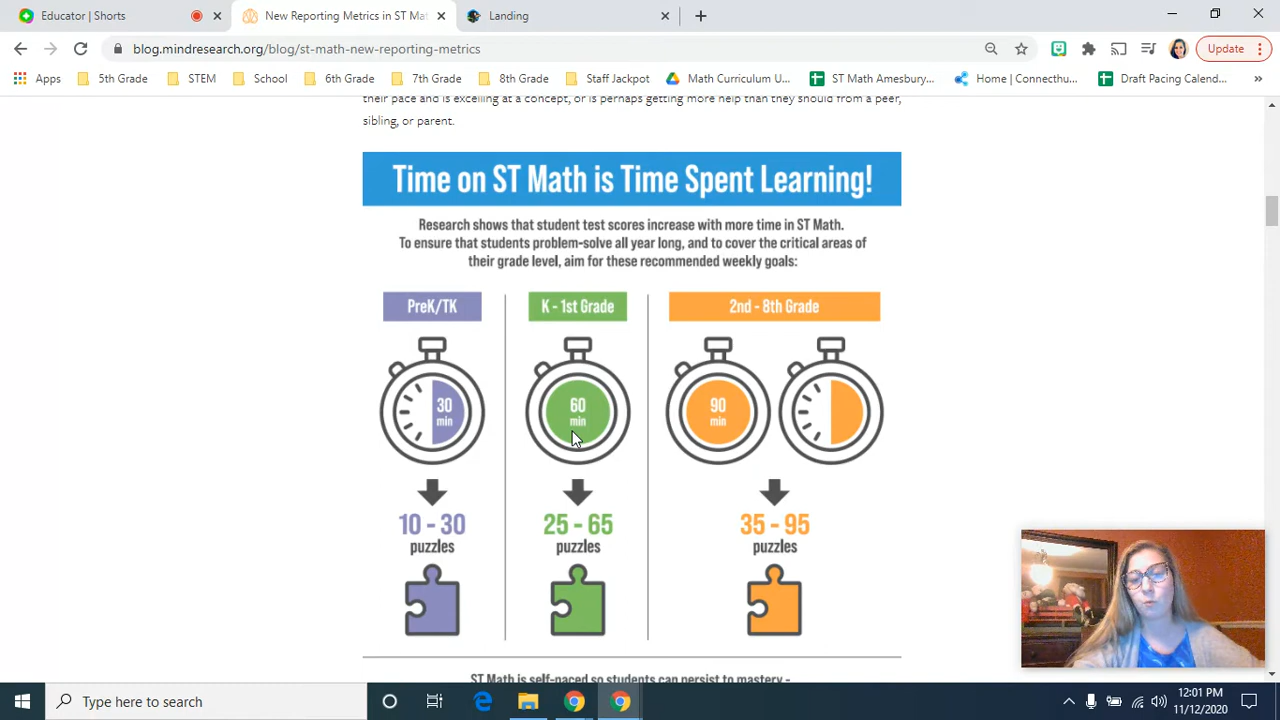 Educator | Shorts
New Reporting Metrics in ST Ma
Landing
blog.mindresearch.org/blog/st-math-new-reporting-metrics
Update
Apps
5th Grade
STEM
School
6th Grade
7th Grade
8th Grade
Staff Jackpot
Math Curriculum U...
ST Math Amesbury...
Home | Connecthu...
Draft Pacing Calend...
»
their pace and is excelling at a concept, or is perhaps getting more help than they should from a peer,
sibling, or parent.
Time on ST Math is Time Spent Learning!
Research shows that student test scores increase with more time in ST Math.
To ensure that students problem-solve all year long, and to cover the critical areas of
their grade level, aim for these recommended weekly goals:
PreK/TK
K - 1st Grade
2nd - 8th Grade
30
min
60
min
90
min
10 - 30
puzzles
25 - 65
puzzles
35 - 95
puzzles
ST Math is self-paced so students can persist to mastery -
Type here to search
12:01 PM
11/12/2020